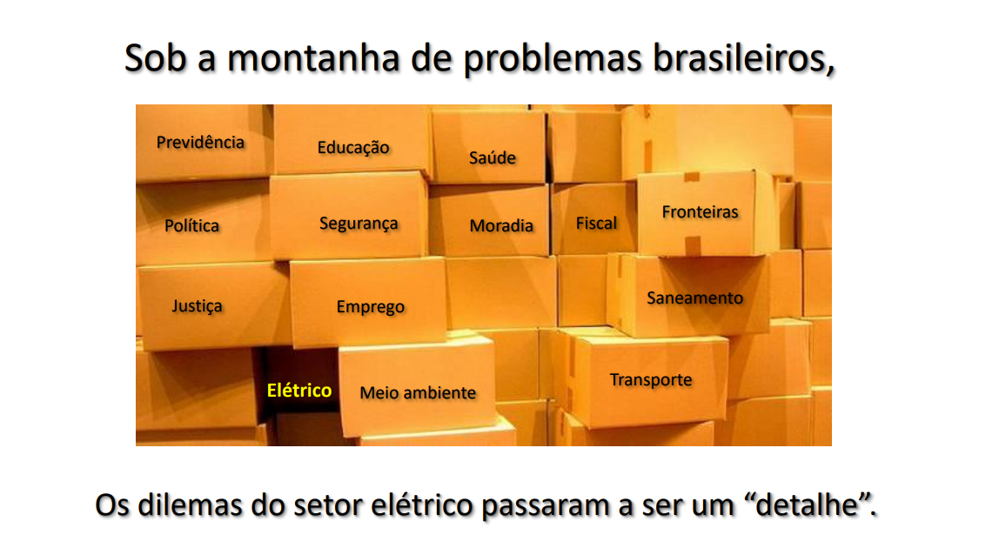 Sob a montanha de problemas brasileiros,
Previdência
Educação
Saúde
Política
Segurança
Moradia
Fiscal
Fronteiras
Justiça
Emprego
Saneamento
Elétrico
Meio ambiente
Transporte
Os dilemas do setor elétrico passaram a ser um “detalhe”.